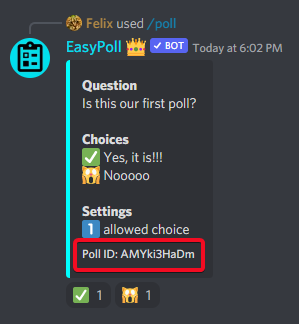 Felix used /poll
EasyPoll 👑 ✓ BOT Today at 6:02 PM
Question
Is this our first poll?
Choices
✅ Yes, it is!!!
🙀 Nooooo
Settings
1️⃣ allowed choice
Poll ID: AMYki3HaDm
✅ 1 🙀 1